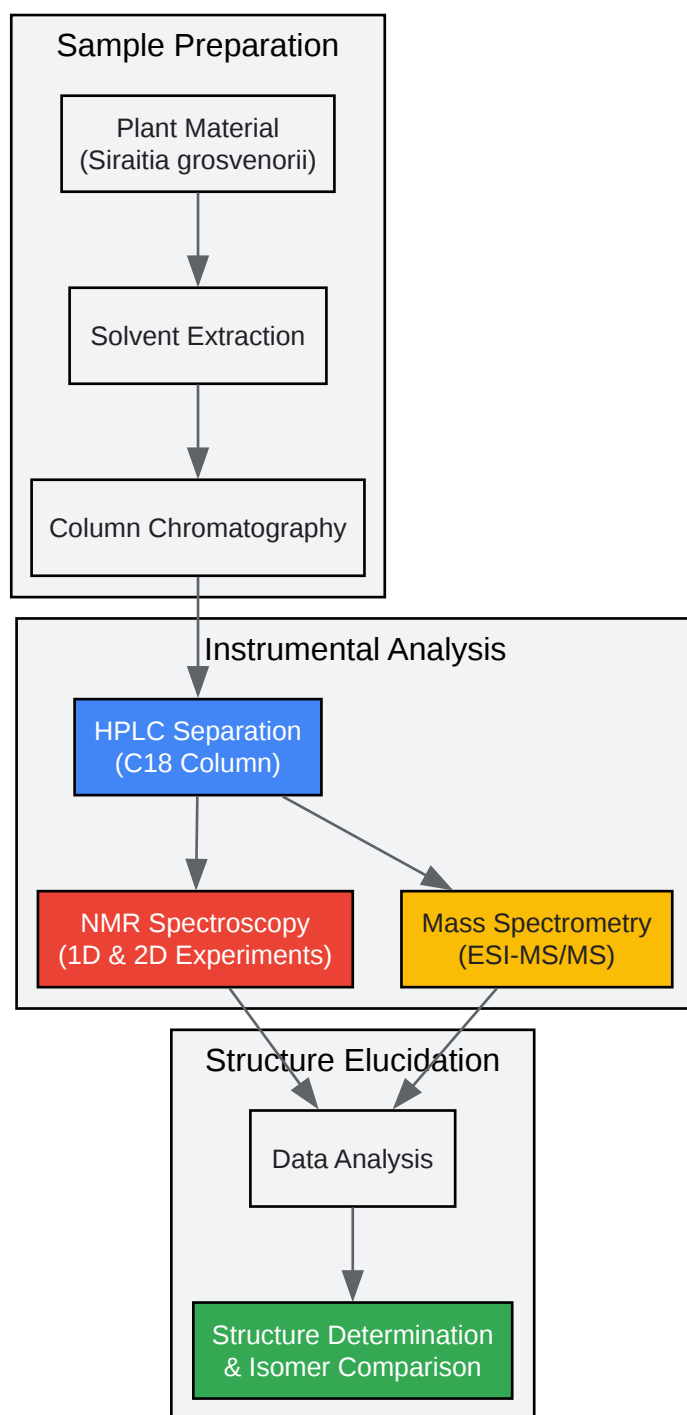 Sample Preparation
Plant Material
(Siraitia grosvenorii)
Solvent Extraction
Column Chromatography
Instrumental Analysis
HPLC Separation
(C18 Column)
NMR Spectroscopy
(1D & 2D Experiments)
Mass Spectrometry
(ESI-MS/MS)
Structure Elucidation
Data Analysis
Structure Determination
& Isomer Comparison